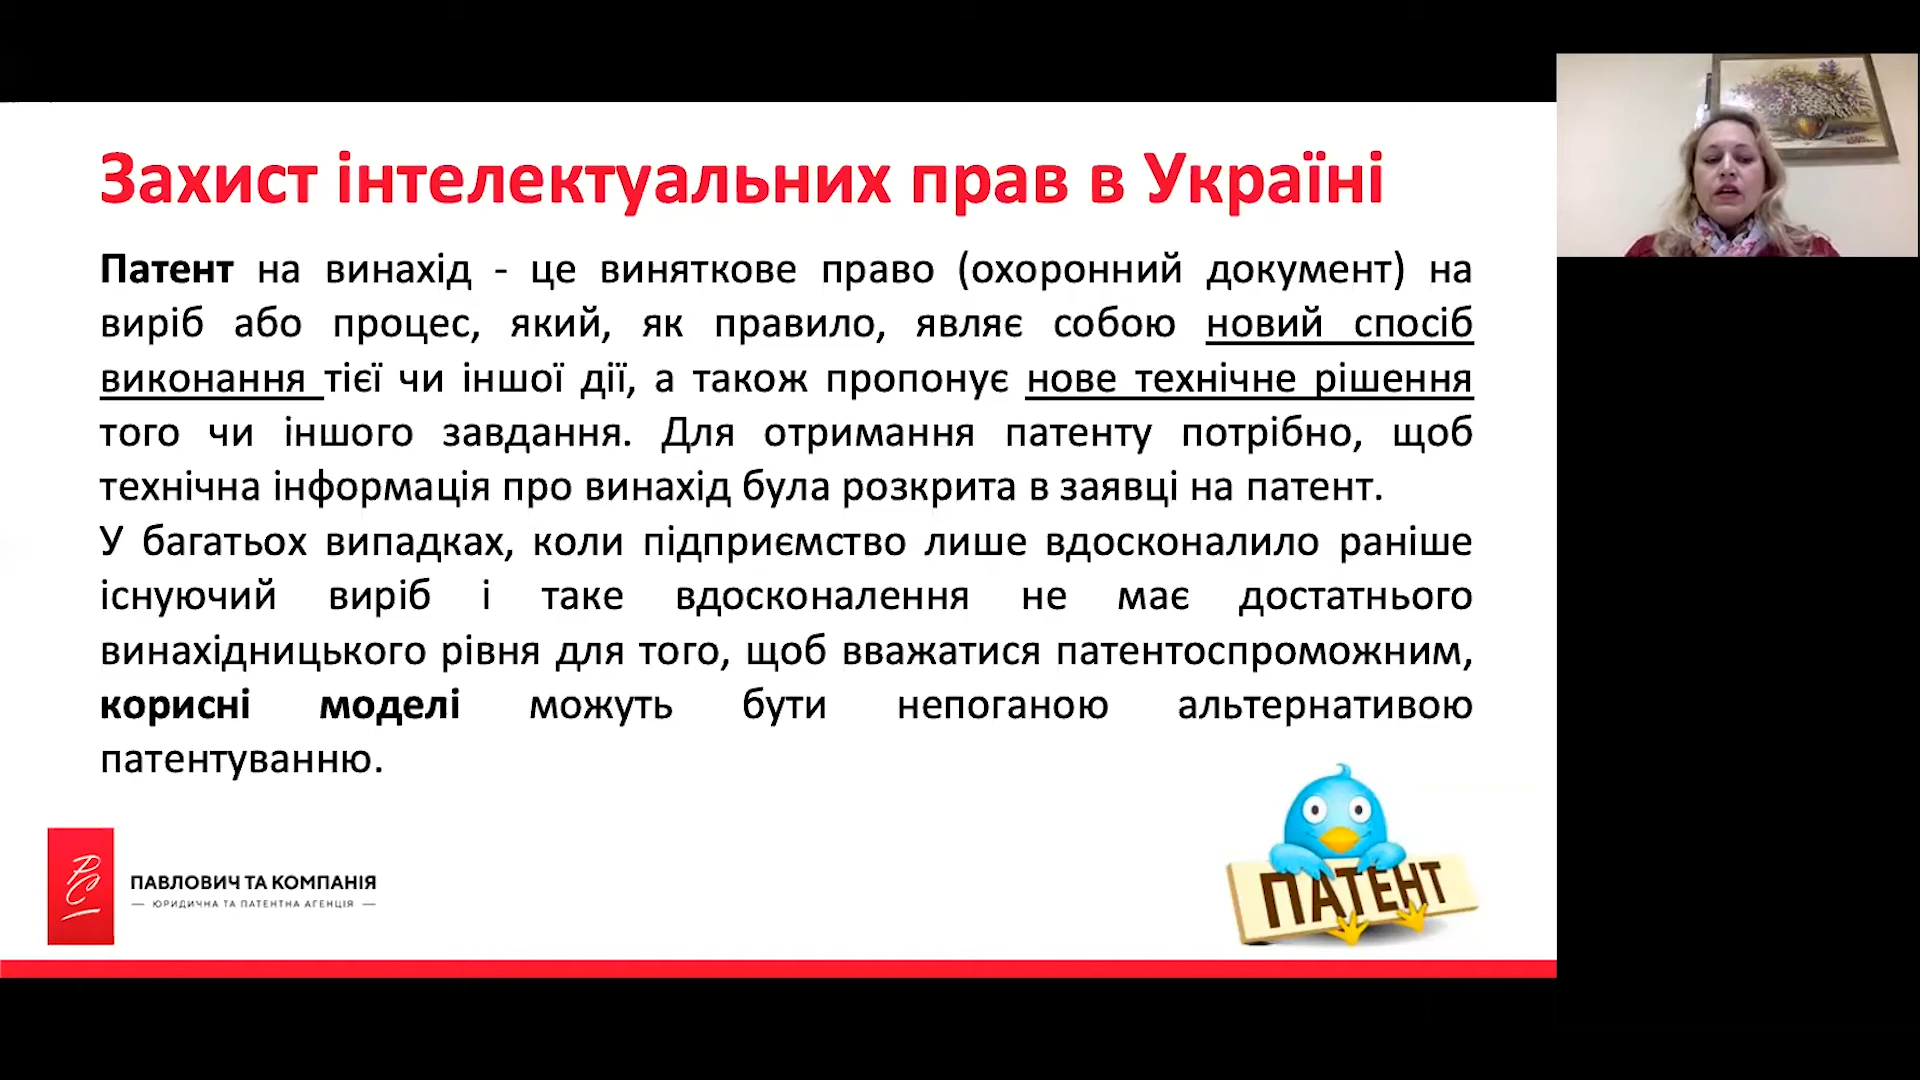 Захист інтелектуальних прав в Україні
Патент на винахід - це виняткове право (охоронний документ) на
виріб або процес, який, як правило, являє собою новий спосіб
виконання тієї чи іншої дії, а також пропонує нове технічне рішення
того чи іншого завдання. Для отримання патенту потрібно, щоб
технічна інформація про винахід була розкрита в заявці на патент.
У багатьох випадках, коли підприємство лише вдосконалило раніше
існуючий виріб і таке вдосконалення не має достатнього
винахідницького рівня для того, щоб вважатися патентоспроможним,
корисні моделі можуть бути непоганою альтернативою
патентуванню.
ПАВЛОВИЧ ТА КОМПАНІЯ
— ЮРИДИЧНА ТА ПАТЕНТНА АГЕНЦІЯ —
ПАТЕНТ